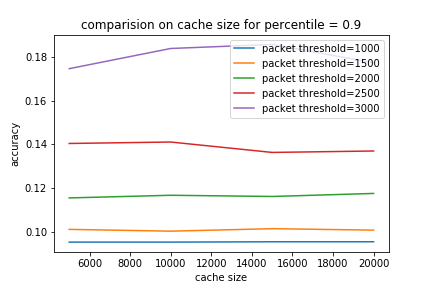 comparision on cache size for percentile = 0.9
packet threshold=1000
packet threshold=1500
packet threshold=2000
packet threshold=2500
packet threshold=3000
accuracy
0.18
0.16
0.14
0.12
0.10
6000 8000 10000 12000 14000 16000 18000 20000
cache size